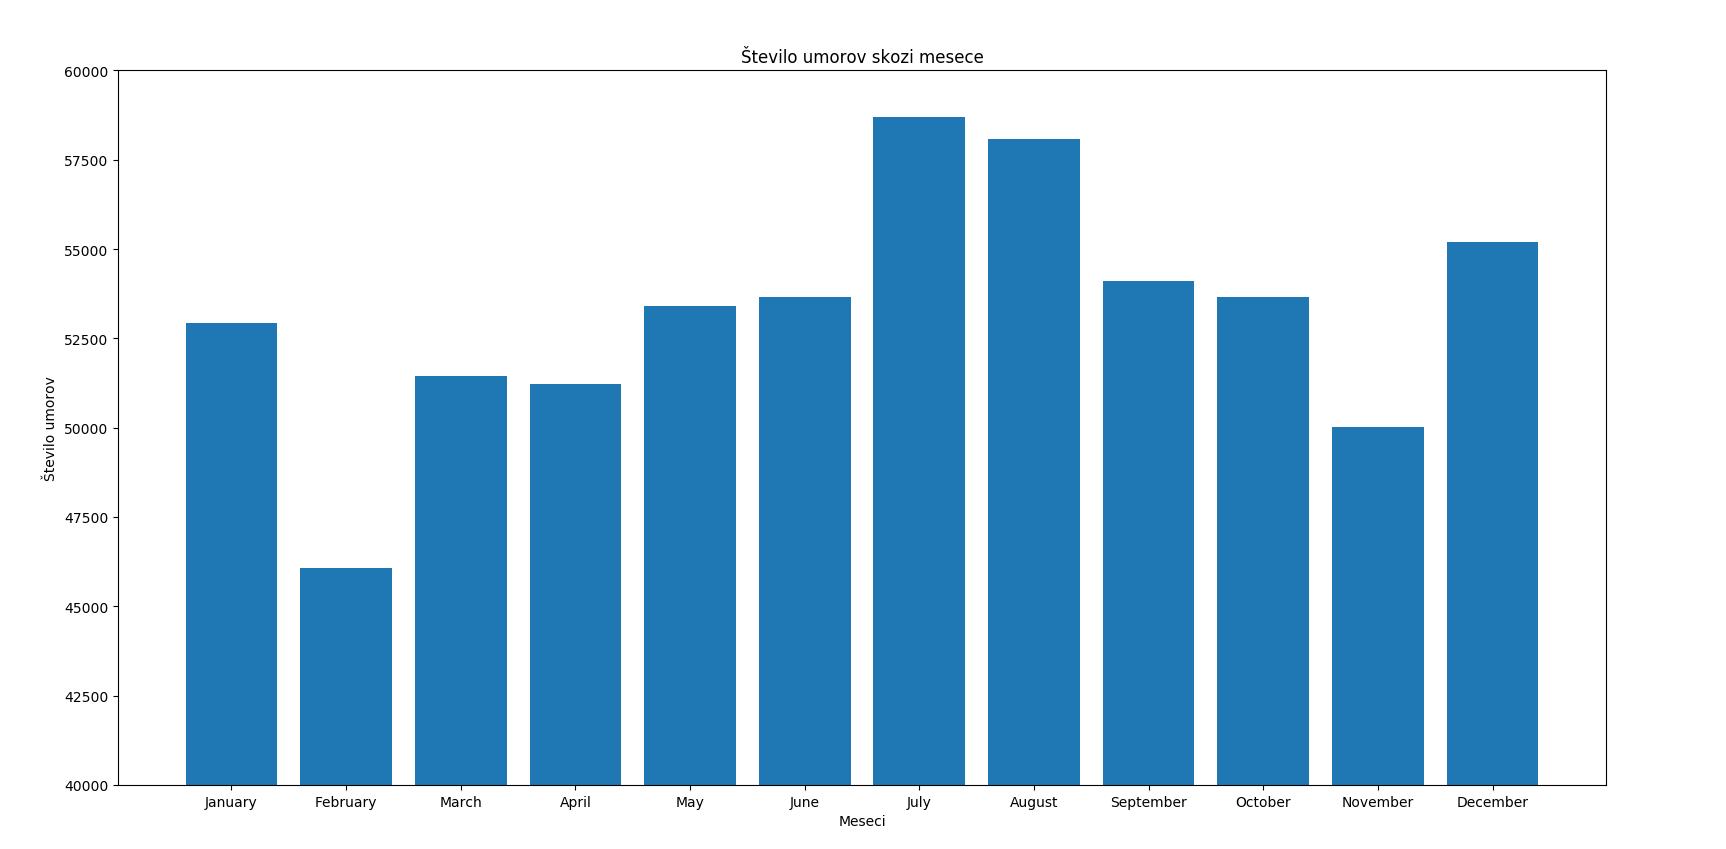 Število umorov skozi mesece
60000
57500
55000
52500
50000
47500
45000
42500
40000
Število umorov
January February March April May June July August September October November December
Meseci